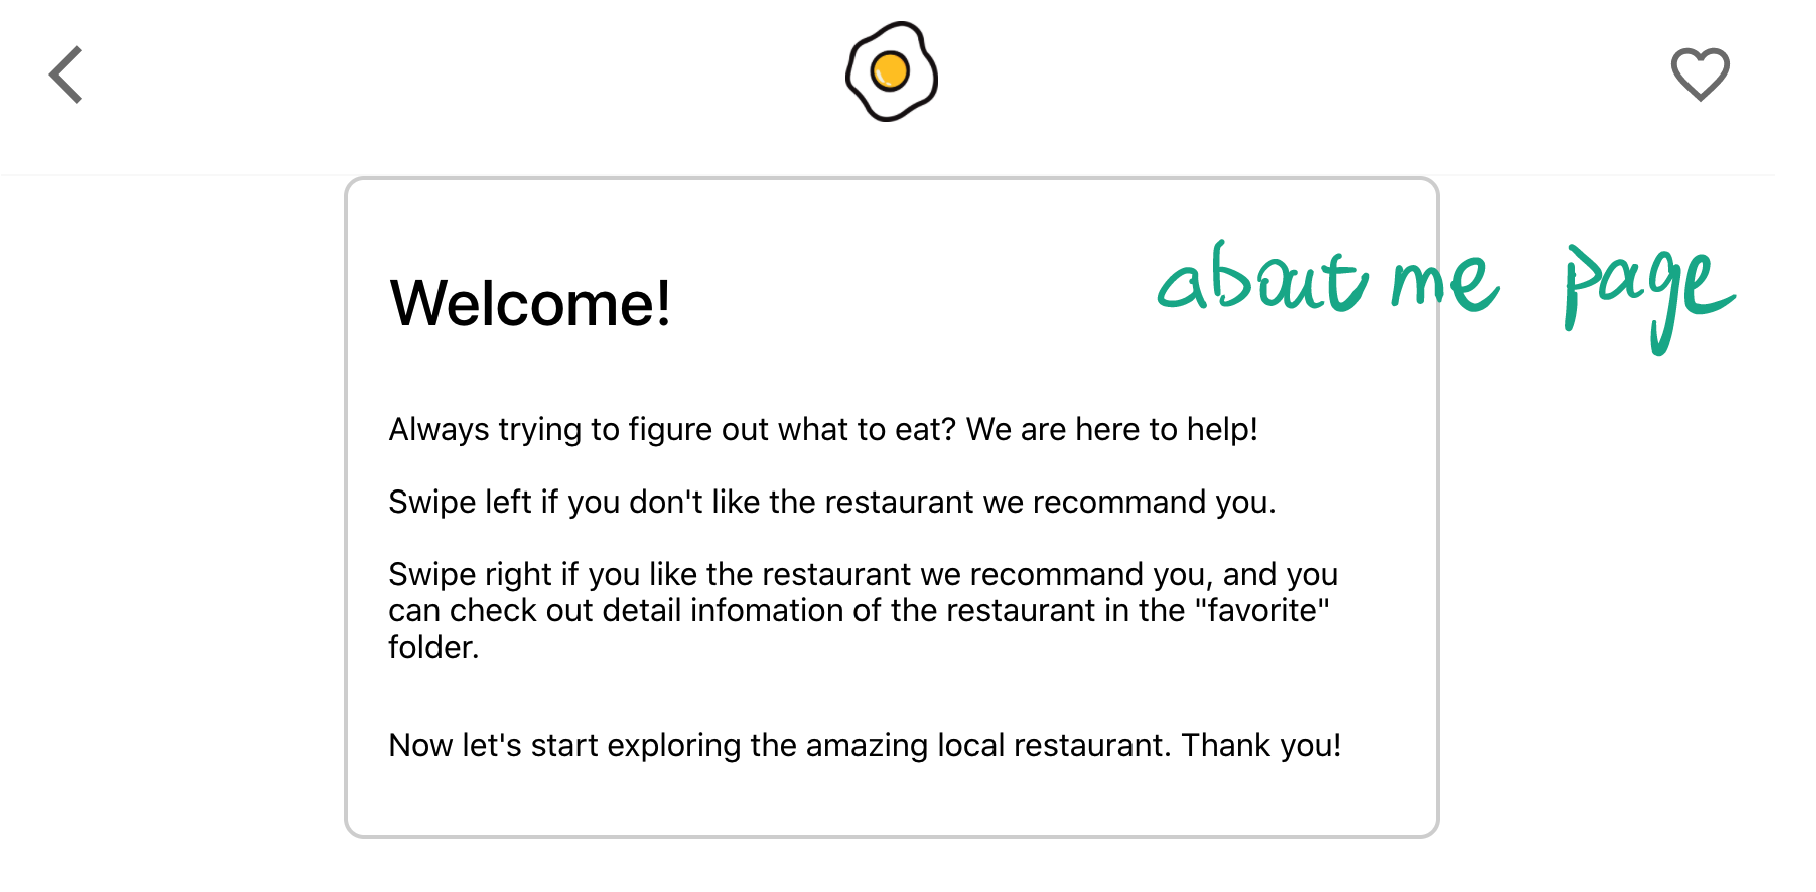 about me page
Welcome!
Always trying to figure out what to eat? We are here to help!
Swipe left if you don't like the restaurant we recommand you.
Swipe right if you like the restaurant we recommand you, and you
can check out detail infomation of the restaurant in the "favorite"
folder.
Now let's start exploring the amazing local restaurant. Thank you!